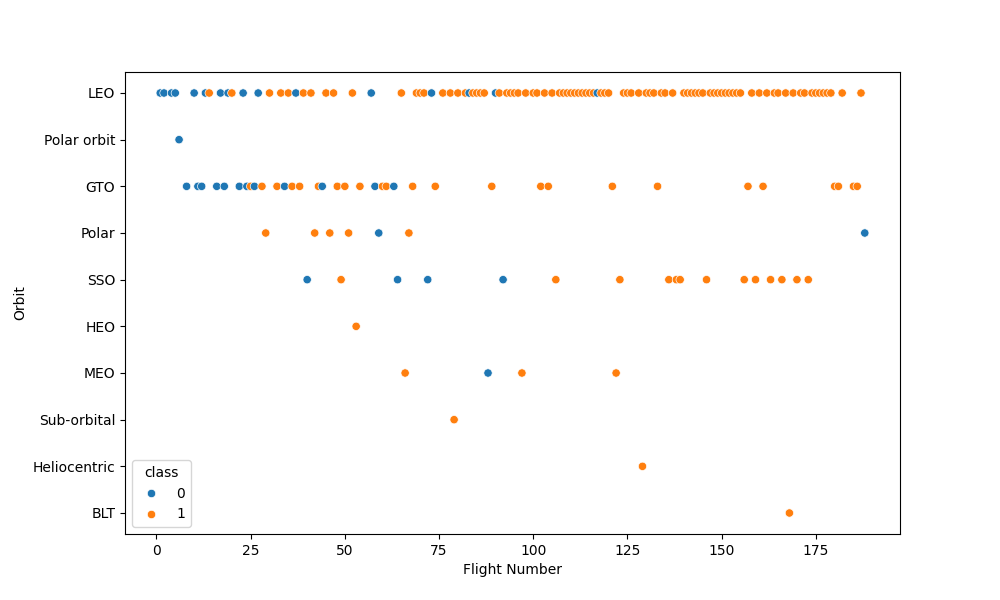 LEO
Polar orbit
GTO
Polar
SSO
HEO
MEO
Sub-orbital
Heliocentric
BLT
Orbit
class
0
1
0 25 50 75 100 125 150 175
Flight Number